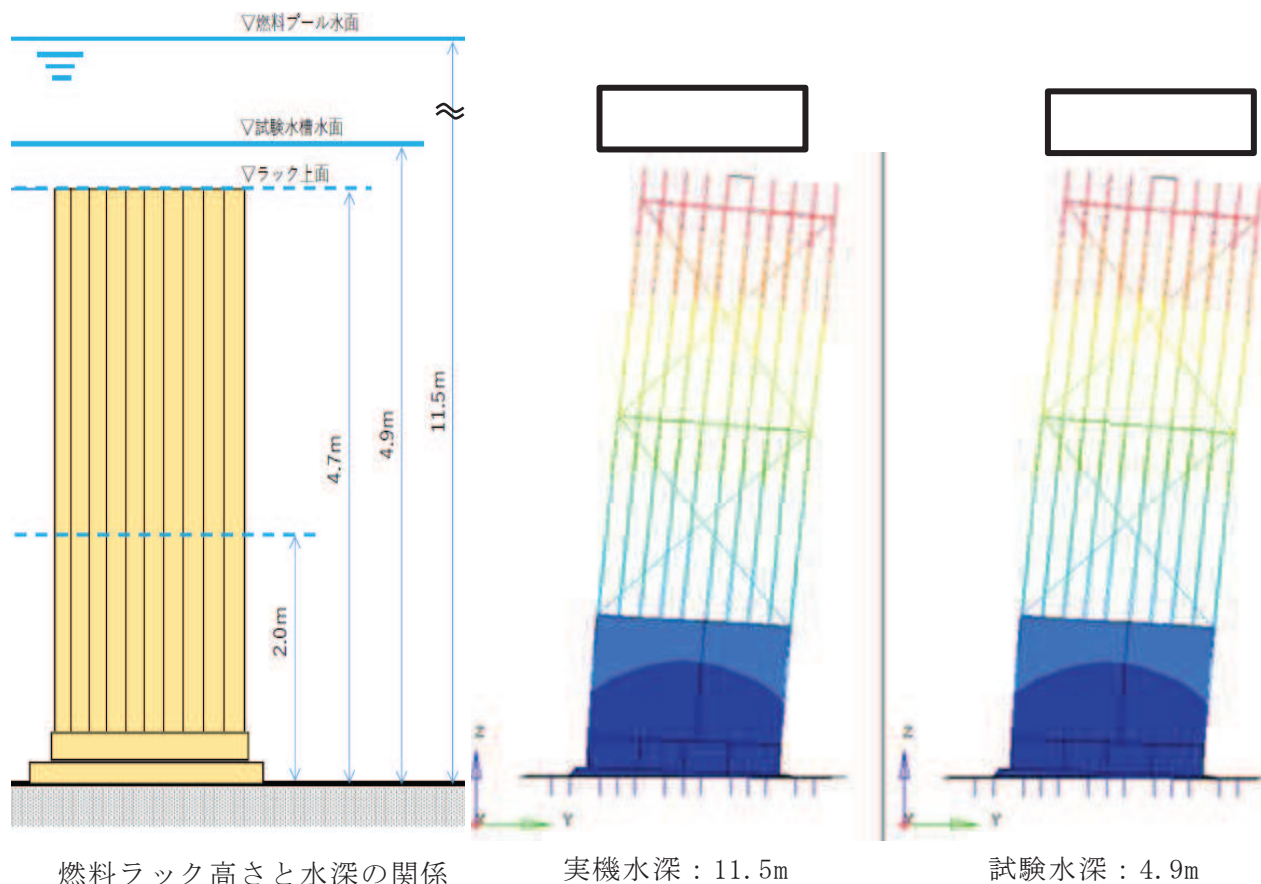 ▽燃料プール水面
▽試験水槽水面
▽ラック上面
2.0m
4.7m
4.9m
11.5m
Z
Y
X
Z
Y
X
燃料ラック高さと水深の関係
実機水深：11.5m
試験水深：4.9m